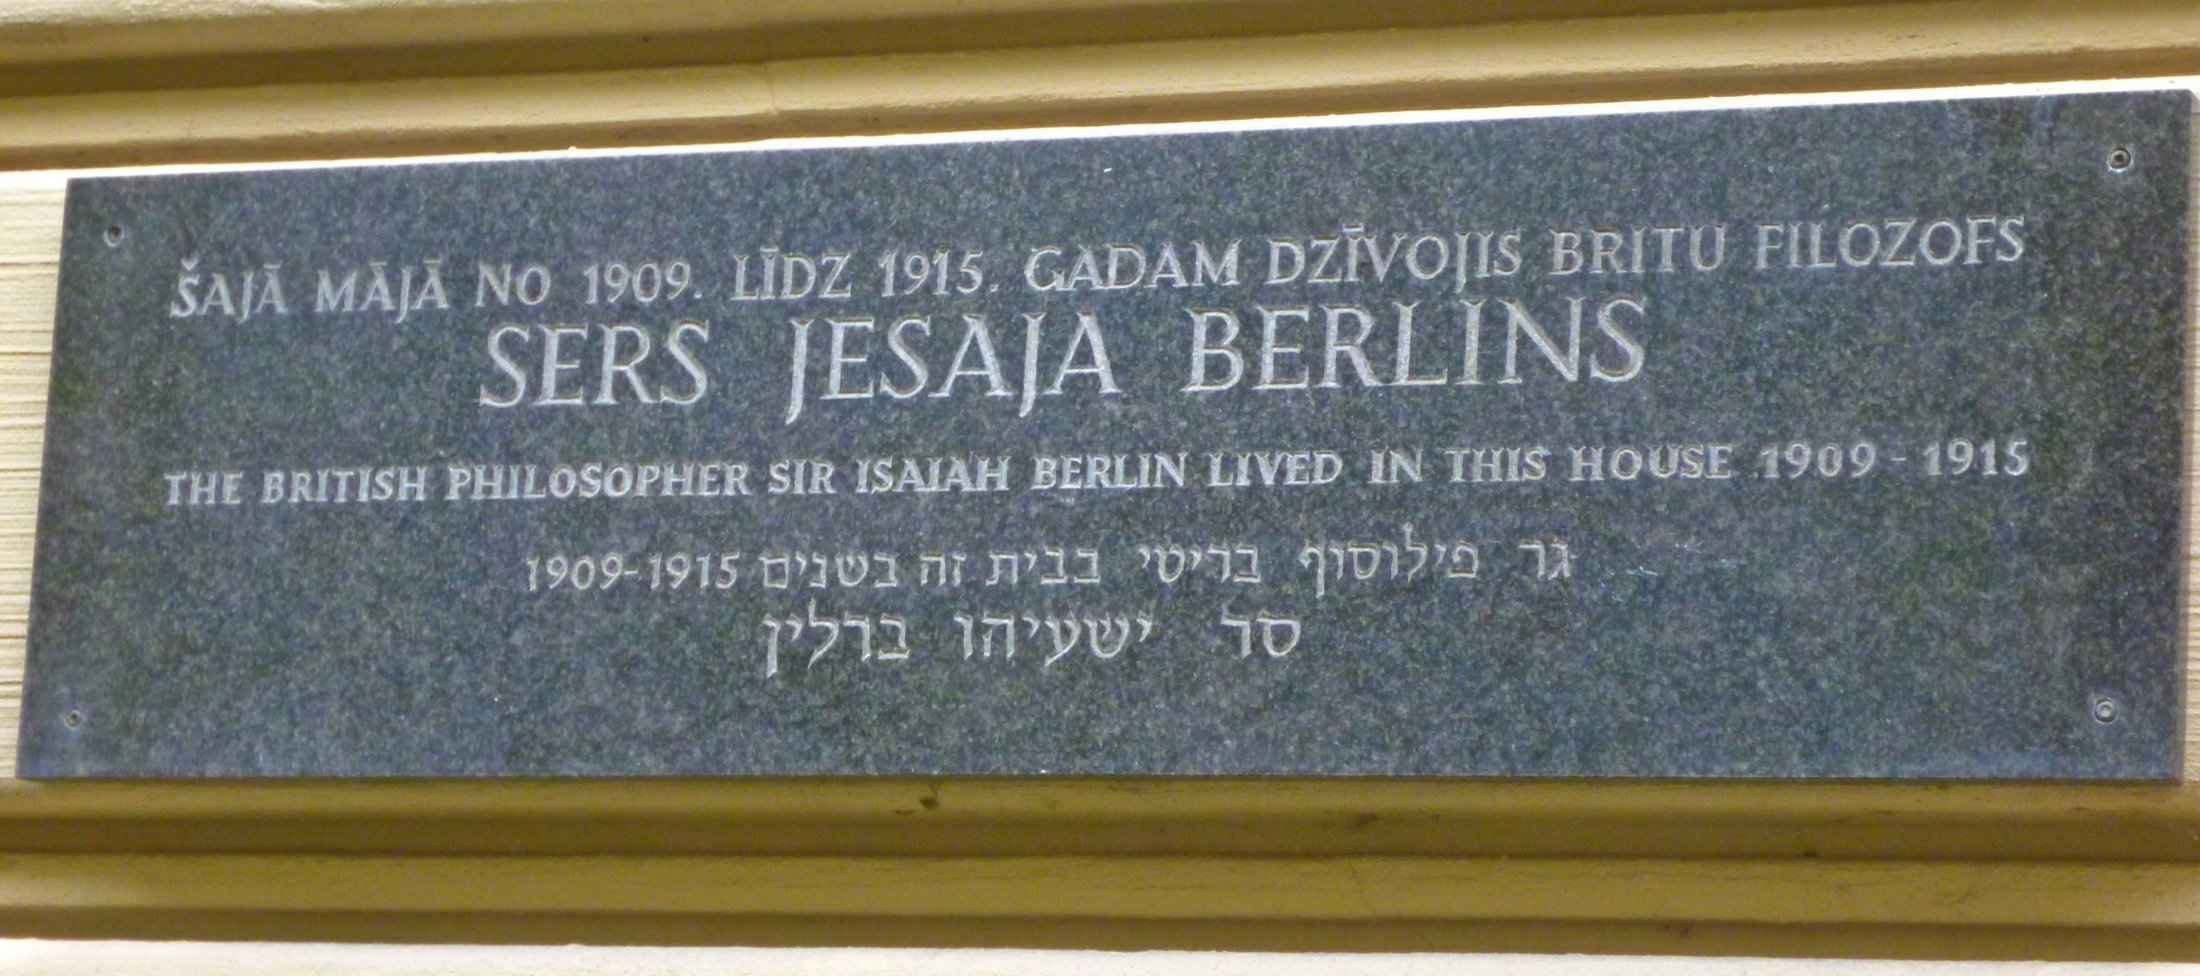 ŠAJĀ MĀJĀ NO 1909. LĪDZ 1915. GADAM DZĪVOJIS BRITU FILOZOFS
SERS JESAJA BERLINS
THE BRITISH PHILOSOPHER SIR ISAIAH BERLIN LIVED IN THIS HOUSE 1909 - 1915
גר פילוסוף בריטי בבית זה בשנים 1909-1915
סר ישעיהו ברלין